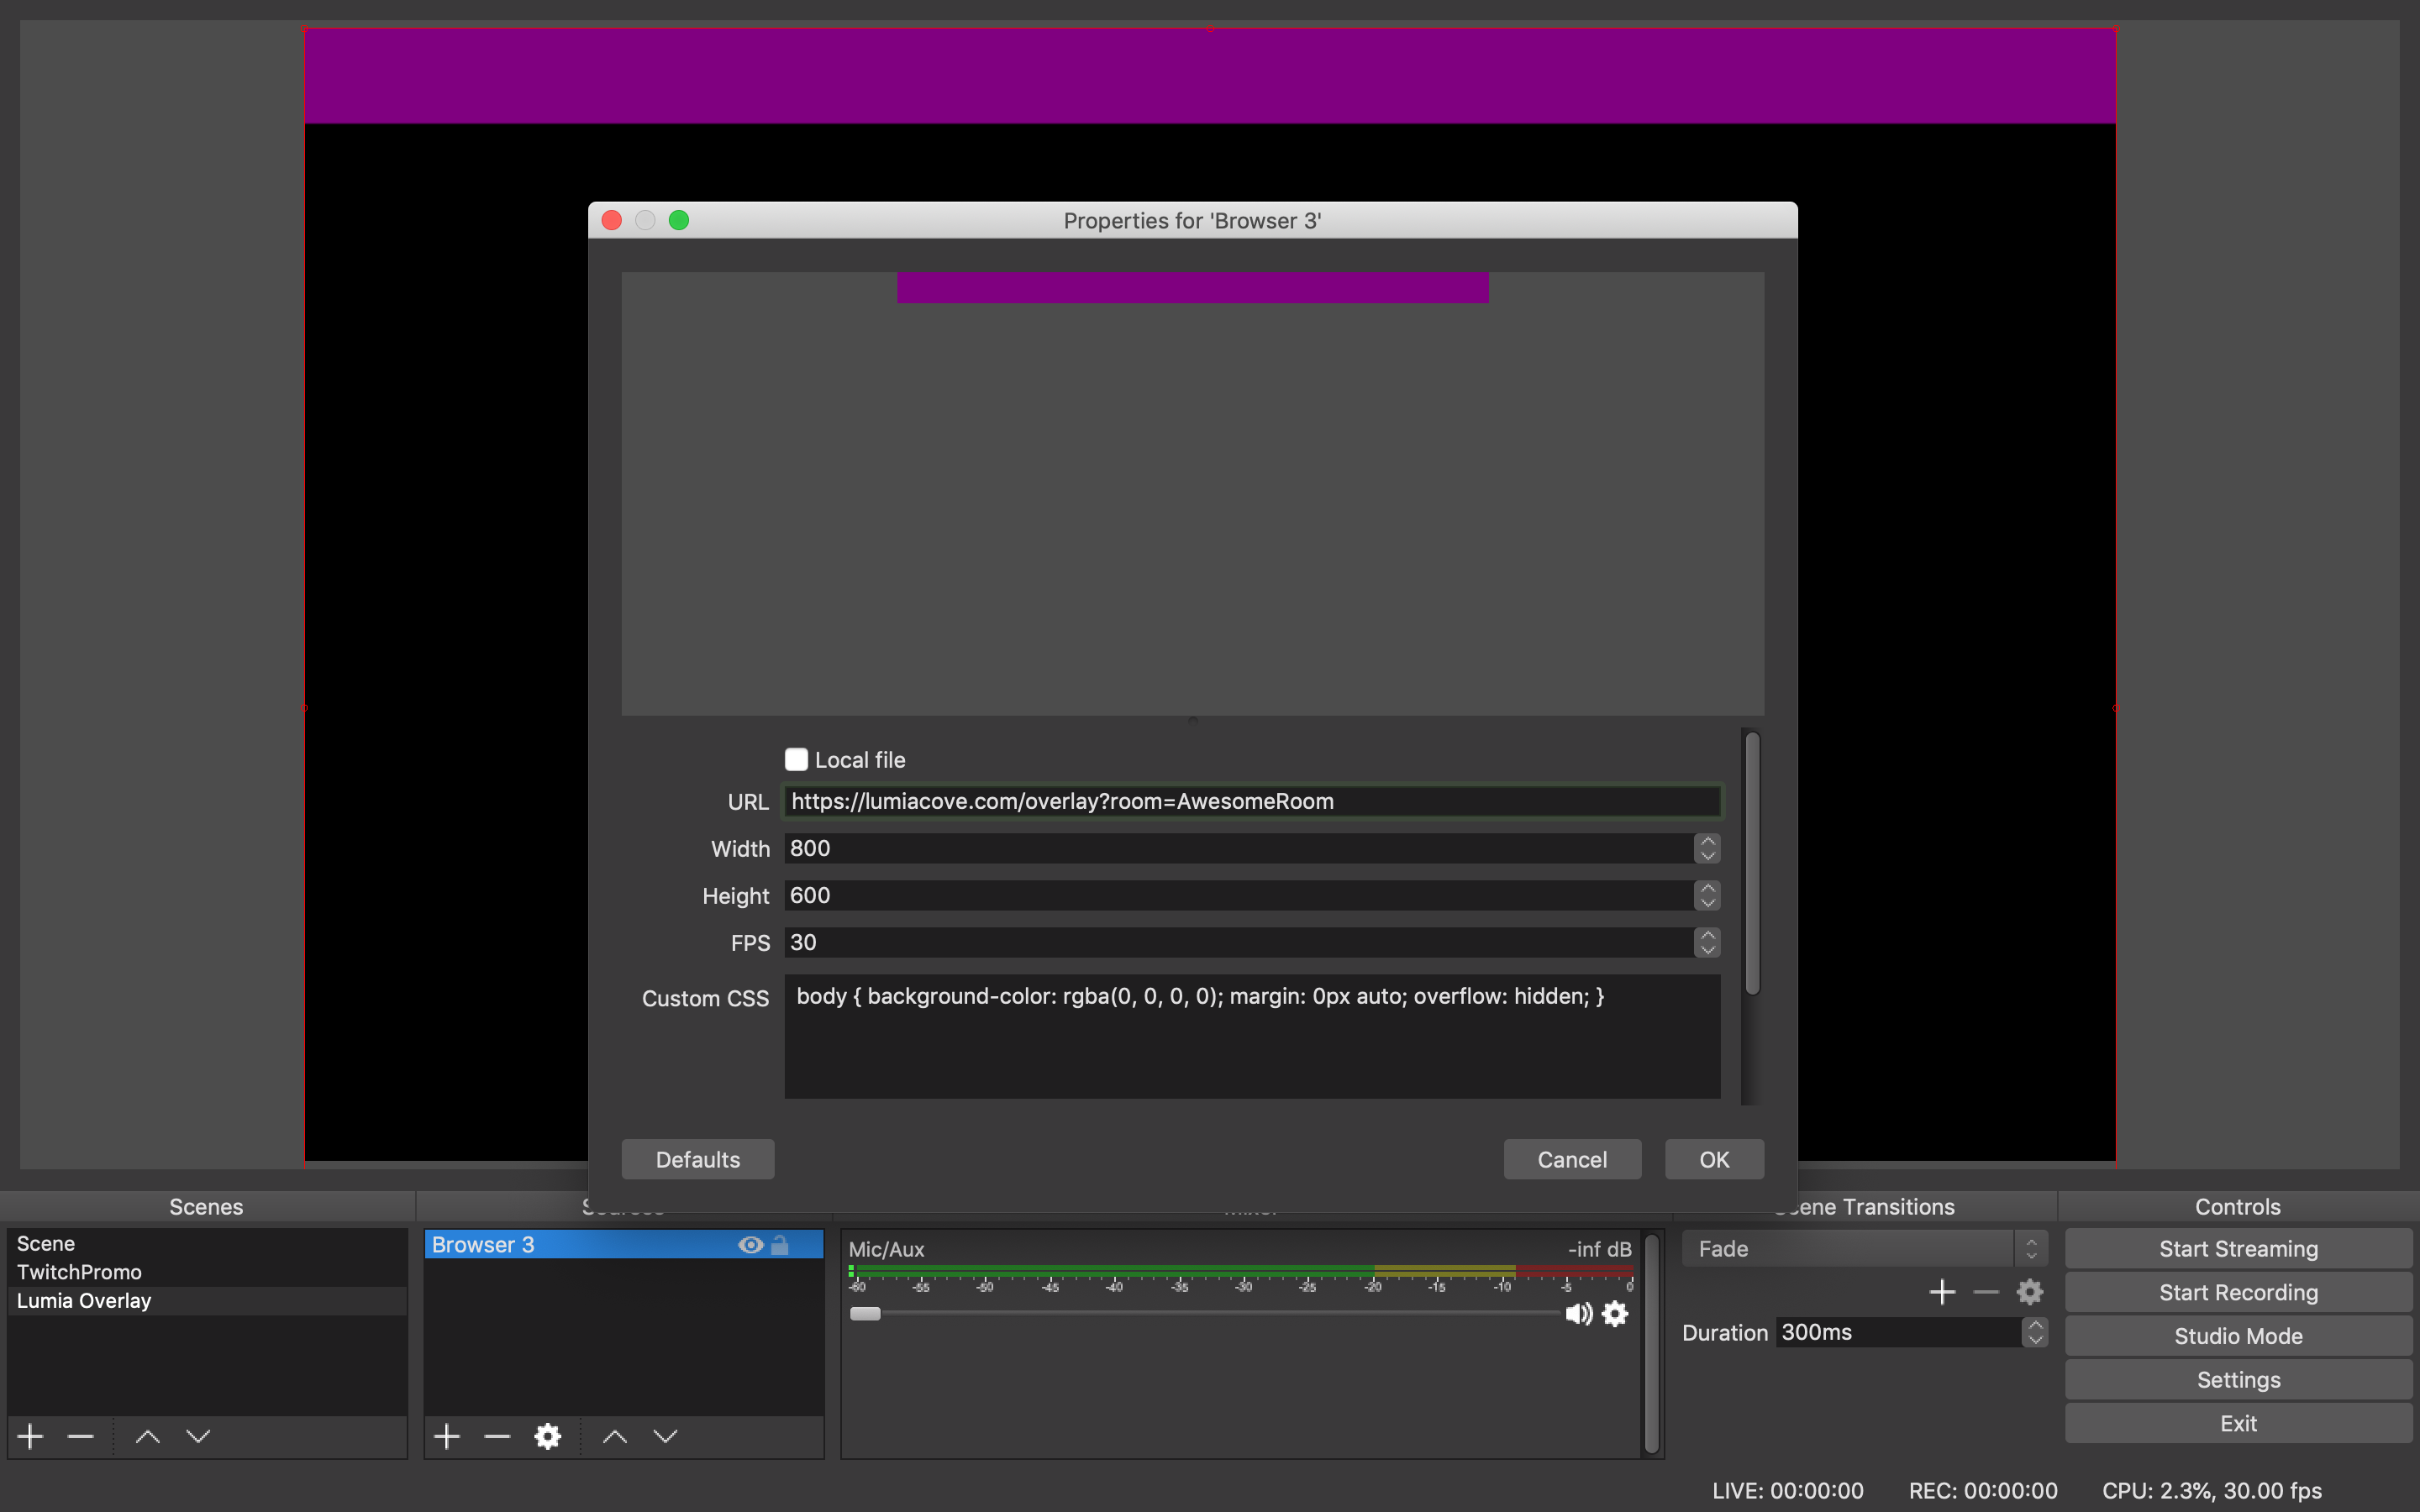 Properties for 'Browser 3'
Local file
URL https://lumiacove.com/overlay?room=AwesomeRoom
Width 800
Height 600
FPS 30
Custom CSS body { background-color: rgba(0, 0, 0, 0); margin: 0px auto; overflow: hidden; }
Defaults Cancel OK
Scenes
Scene
TwitchPromo
Lumia Overlay
Browser 3
Mic/Aux -inf dB
-60 -55 -50 -45 -40 -35 -30 -25 -20 -15 -10 -5 0
Transitions
Fade
Duration 300ms
Controls
Start Streaming
Start Recording
Studio Mode
Settings
Exit
LIVE: 00:00:00 REC: 00:00:00 CPU: 2.3%, 30.00 fps